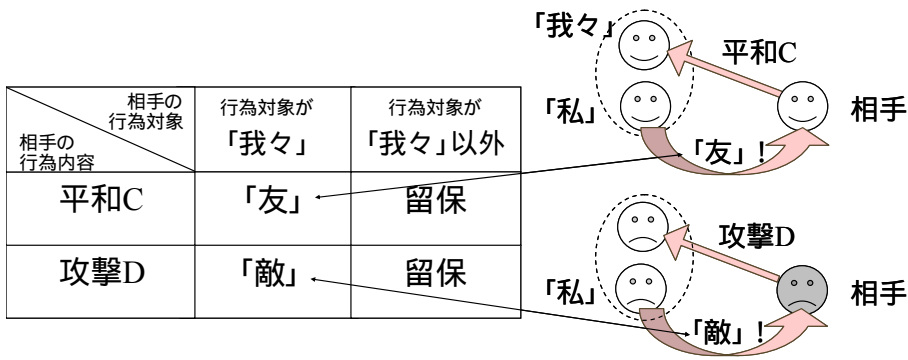 相手の
行為対象
相手の
行為内容
行為対象が
「我々」
行為対象が
「我々」以外
平和C
「友」
留保
攻撃D
「敵」
留保
「我々」
平和C
「私」
相手
「友」!
攻撃D
「私」
相手
「敵」!